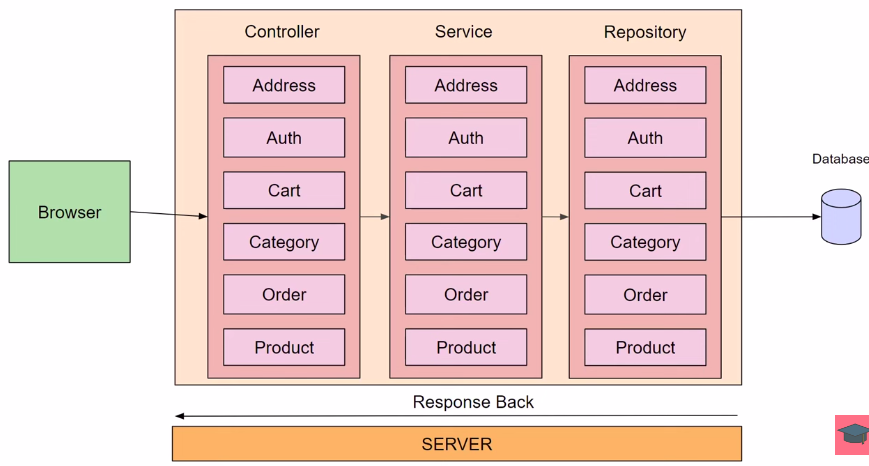 Controller
Service
Repository
Address
Address
Address
Auth
Auth
Auth
Database
Cart
Cart
Cart
Browser
Category
Category
Category
Order
Order
Order
Product
Product
Product
Response Back
SERVER